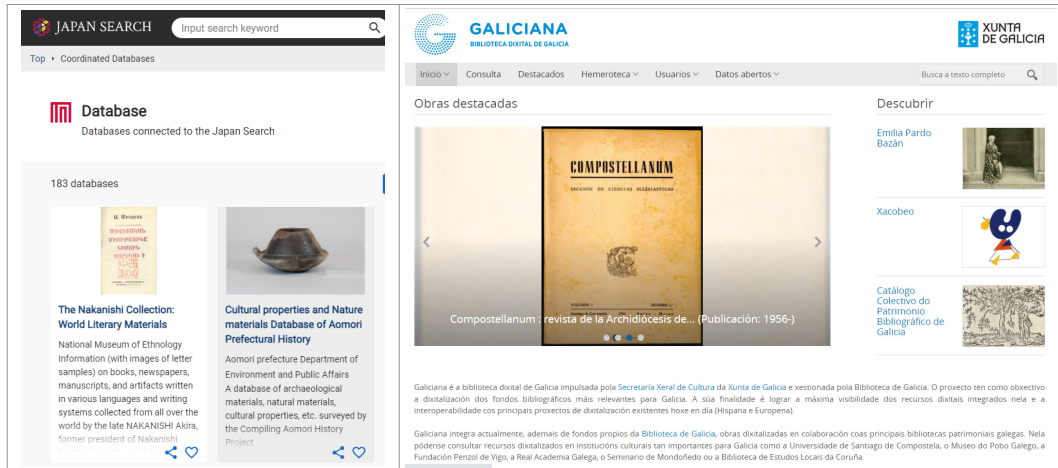 JAPAN SEARCH
Input search keyword
Top
Coordinated Databases
Database
Databases connected to the Japan Search
183 databases
The Nakanishi Collection:
World Literary Materials
National Museum of Ethnology
Information (with images of letter
samples) on books, newspapers,
manuscripts, and artifacts written
in various languages and writing
systems collected from all over the
world by the late NAKANISHI Akira,
former president of Nakanishi
Cultural properties and Nature
materials Database of Aomori
Prefectural History
Aomori prefecture Department of
Environment and Public Affairs
A database of archaeological
materials, natural materials,
cultural properties, etc. surveyed by
the Compiling Aomori History
Project
GALICIANA
BIBLIOTECA DIXITAL DE GALICIA
XUNTA
DE GALICIA
Inicio Consulta Destacados Hemeroteca Usuarios Datos abertos
Busca a texto completo
Obras destacadas
COMPOSTELLANUM
SECCION DE CIENCIAS ECLESIASTICAS
Compostellanum : revista de la Archidiócesis de... (Publicación: 1956-)
Descubrir
Emilia Pardo
Bazán
Xacobeo
Catálogo
Colectivo do
Patrimonio
Bibliográfico de
Galicia
Galiciana é a biblioteca dixital de Galicia impulsada pola Secretaría Xeral de Cultura da Xunta de Galicia e xestionada pola Biblioteca de Galicia. O proxecto ten como obxectivo
a dixitalización dos fondos bibliográficos máis relevantes para Galicia. A súa finalidade é lograr a máxima visibilidade dos recursos dixitais integrados nela e a
interoperabilidade cos principais proxectos de dixitalización existentes hoxe en día (Hispana e Europena).
Galiciana integra actualmente, ademais de fondos propios da Biblioteca de Galicia, obras dixitalizadas en colaboración coas principais bibliotecas patrimoniais galegas. Nela
pódense consultar recursos dixitalizados en institucións culturais tan importantes para Galicia como a Universidade de Santiago de Compostela, o Museo do Pobo Galego, a
Fundación Penzol de Vigo, a Real Academia Galega, o Seminario de Mondoñedo ou a Biblioteca de Estudos Locais da Coruña.